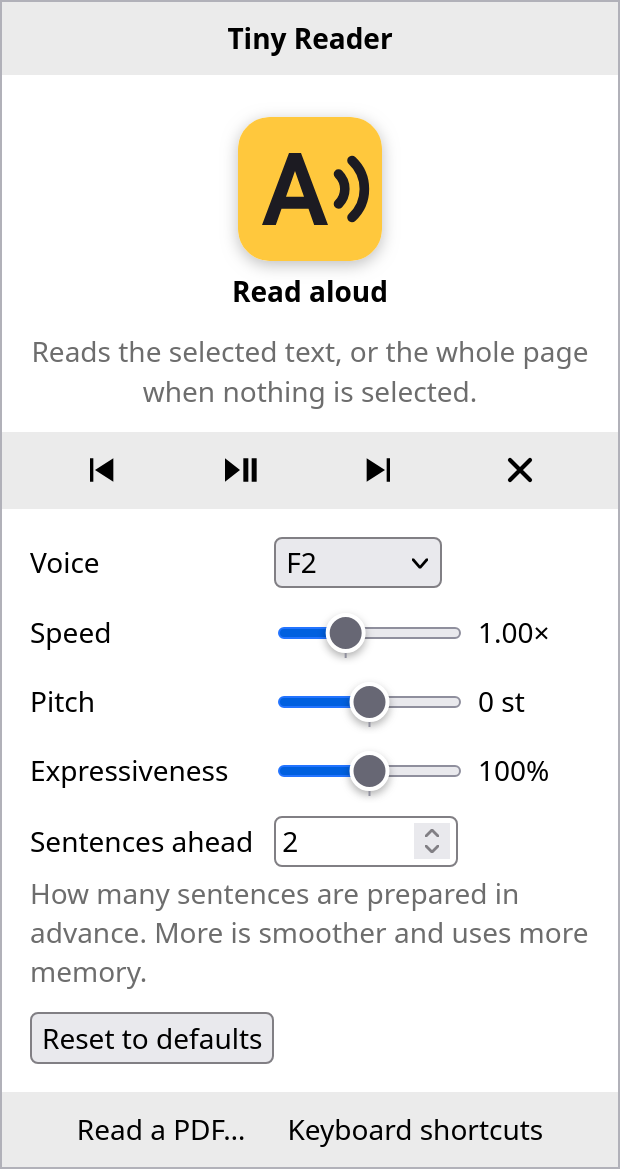 Tiny Reader
A
Read aloud
Reads the selected text, or the whole page
when nothing is selected.
Voice F2
Speed 1.00×
Pitch 0 st
Expressiveness 100%
Sentences ahead 2
How many sentences are prepared in
advance. More is smoother and uses more
memory.
Reset to defaults
Read a PDF... Keyboard shortcuts